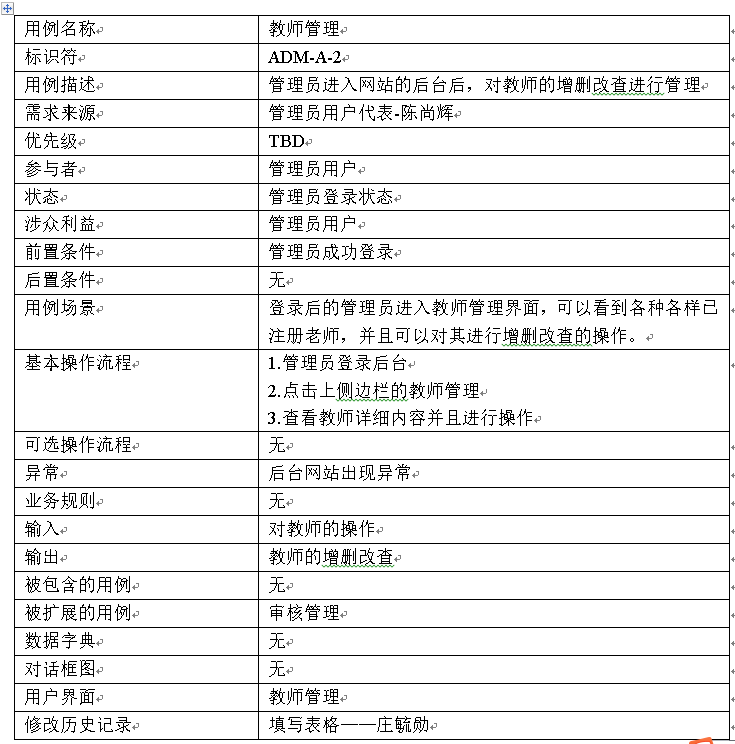 用例名称 教师管理
标识符 ADM-A-2
用例描述 管理员进入网站的后台后，对教师的增删改查进行管理
需求来源 管理员用户代表-陈尚辉
优先级 TBD
参与者 管理员用户
状态 管理员登录状态
涉众利益 管理员用户
前置条件 管理员成功登录
后置条件 无
用例场景 登录后的管理员进入教师管理界面，可以看到各种各样已
注册老师，并且可以对其进行增删改查的操作。
基本操作流程 1.管理员登录后台
2.点击上侧边栏的教师管理
3.查看教师详细内容并且进行操作
可选操作流程 无
异常 后台网站出现异常
业务规则 无
输入 对教师的操作
输出 教师的增删改查
被包含的用例 无
被扩展的用例 审核管理
数据字典 无
对话框图 无
用户界面 教师管理
修改历史记录 填写表格——庄毓勋